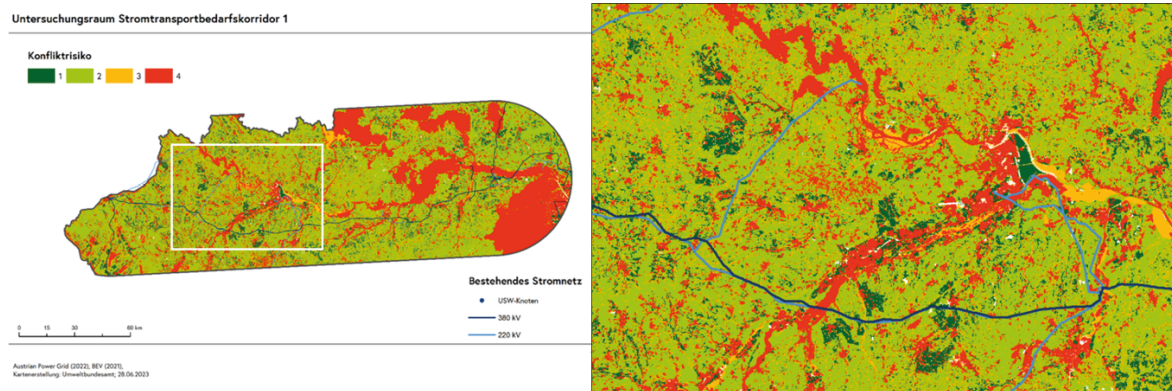 Untersuchungsraum Stromtransportbedarfskorridor 1
Konfliktrisiko
1 2 3 4
Bestehendes Stromnetz
USW-Knoten
380 kV
220 kV
0 15 30 60 km
Austrian Power Grid (2022), BEV (2021),
Kartenerstellung: Umweltbundesamt; 28.06.2023